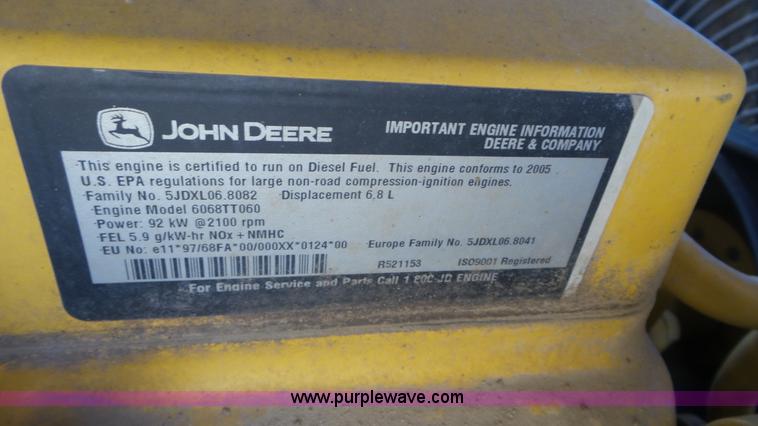 JOHN DEERE
IMPORTANT ENGINE INFORMATION
DEERE & COMPANY
This engine is certified to run on Diesel Fuel. This engine conforms to 2005
U.S. EPA regulations for large non-road compression-ignition engines.
Family No. 5JDXL06.8082 Displacement 6.8 L
Engine Model 6068TT060
Power: 92 kW @2100 rpm
FEL 5.9 g/kW-hr NOx + NMHC
EU No: e11*97/68FA*00/000XX*0124*00 Europe Family No. 5JDXL06.8041
R521153 ISO9001 Registered
For Engine Service and Parts Call 1 800-JD ENGINE
www.purplewave.com